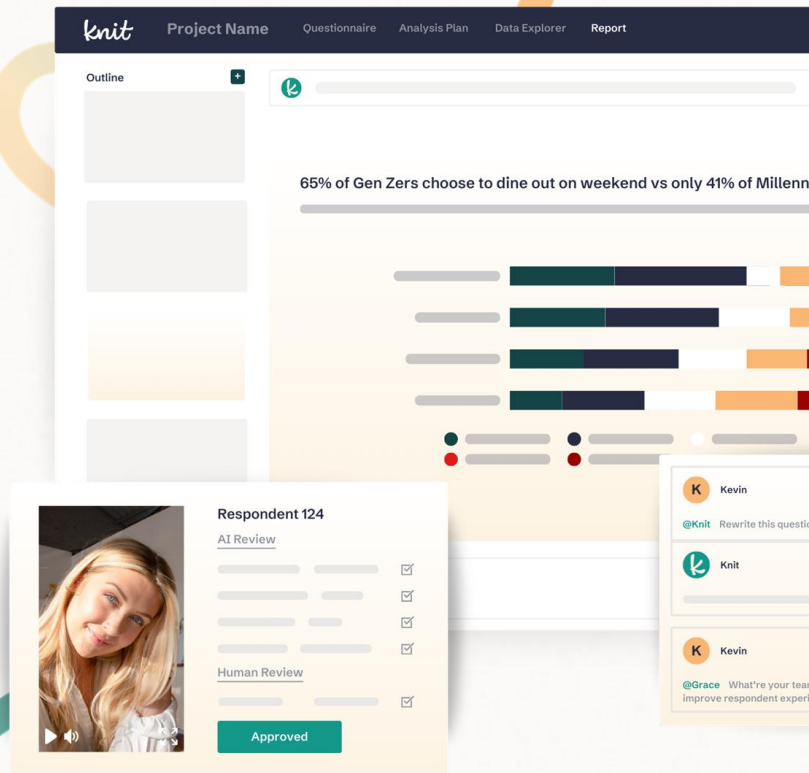 knit Project Name Questionnaire Analysis Plan Data Explorer Report
Outline +
65% of Gen Zers choose to dine out on weekend vs only 41% of Millenn
Respondent 124
AI Review
Human Review
Approved
K Kevin
@Knit Rewrite this questio
Knit
K Kevin
@Grace What're your tear
improve respondent experi